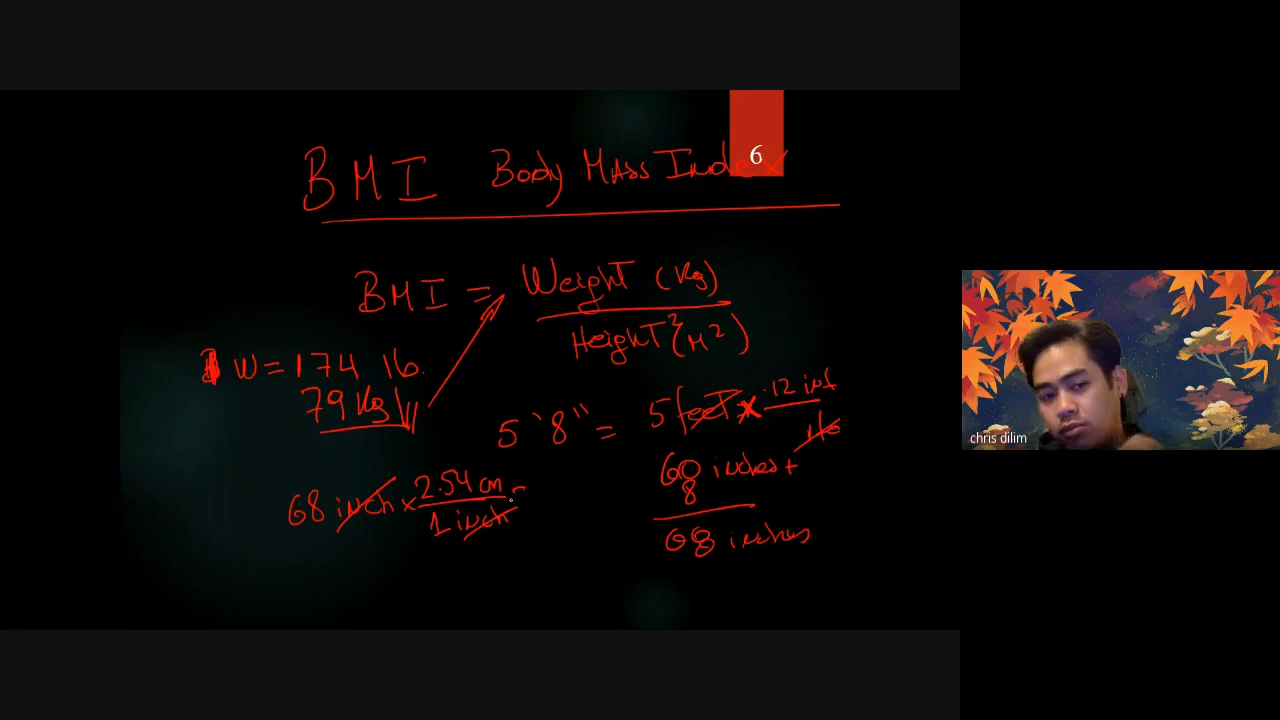 6
BMI Body Mass Index
BMI = Weight (Kg)
Height² (M²)
W = 174 lb.
79 Kg
5'8" = 5 feet x 12 in
60 inches +
8
68 inches
68 inch x 2.54 cm
1 inch
chris dilim